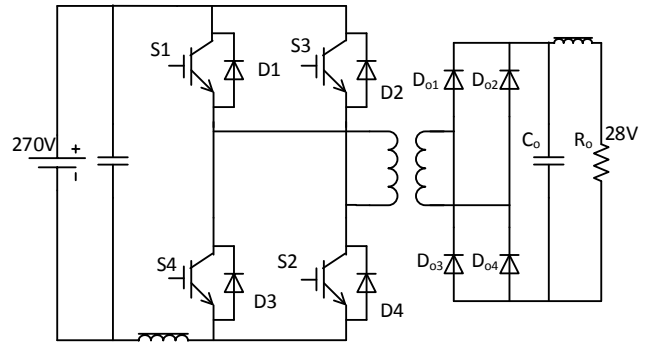 S1
S3
D1
D2
Do1
Do2
270V
+
-
Co
Ro
28V
S4
S2
Do3
Do4
D3
D4